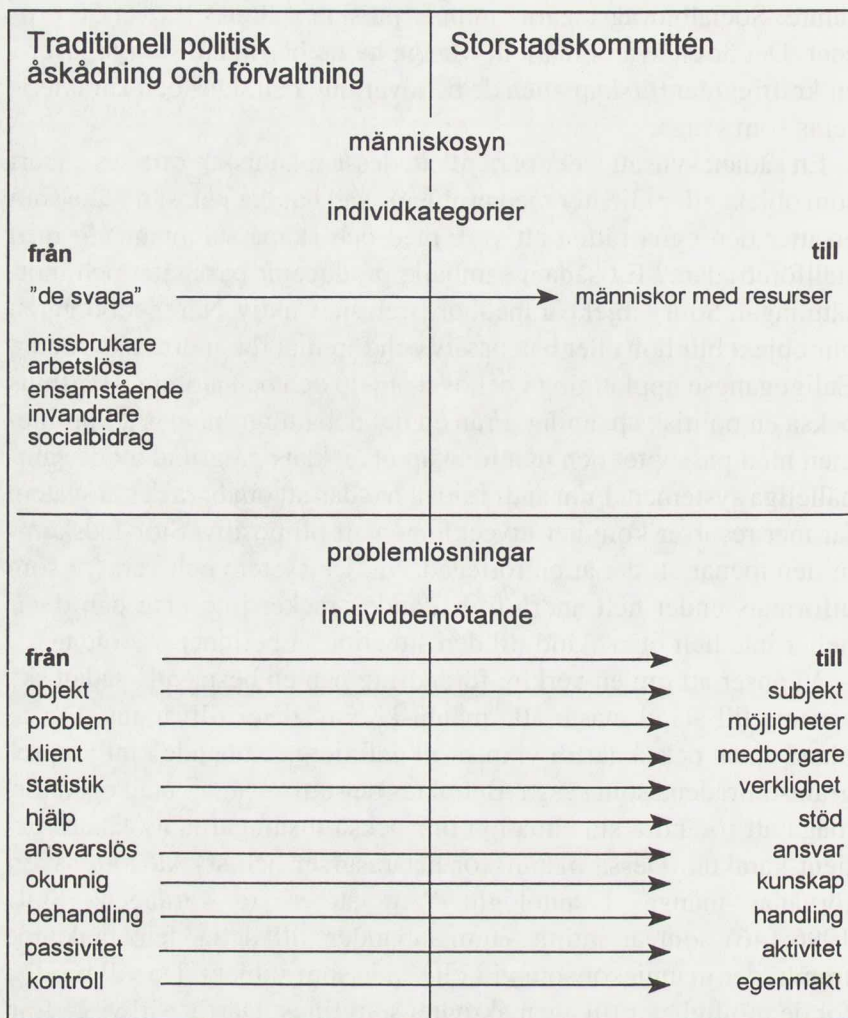 Traditionell politisk
åskådning och förvaltning
Storstadskommittén
människosyn
individkategorier
från till
"de svaga" människor med resurser
missbrukare
arbetslösa
ensamstående
invandrare
socialbidrag
problemlösningar
individbemötande
från till
objekt subjekt
problem möjligheter
klient medborgare
statistik verklighet
hjälp stöd
ansvarslös ansvar
okunnig kunskap
behandling handling
passivitet aktivitet
kontroll egenmakt